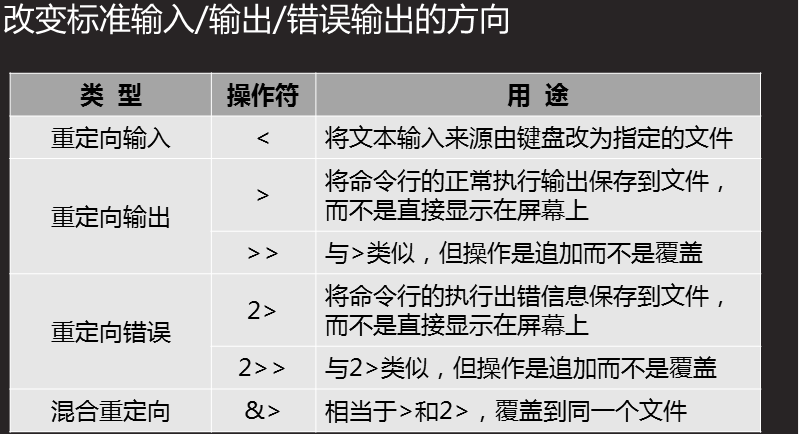 改变标准输入/输出/错误输出的方向
类 型 操作符 用 途
重定向输入 < 将文本输入来源由键盘改为指定的文件
重定向输出 > 将命令行的正常执行输出保存到文件，
而不是直接显示在屏幕上
>> 与>类似，但操作是追加而不是覆盖
重定向错误 2> 将命令行的执行出错信息保存到文件，
而不是直接显示在屏幕上
2>> 与2>类似，但操作是追加而不是覆盖
混合重定向 &> 相当于>和2>，覆盖到同一个文件